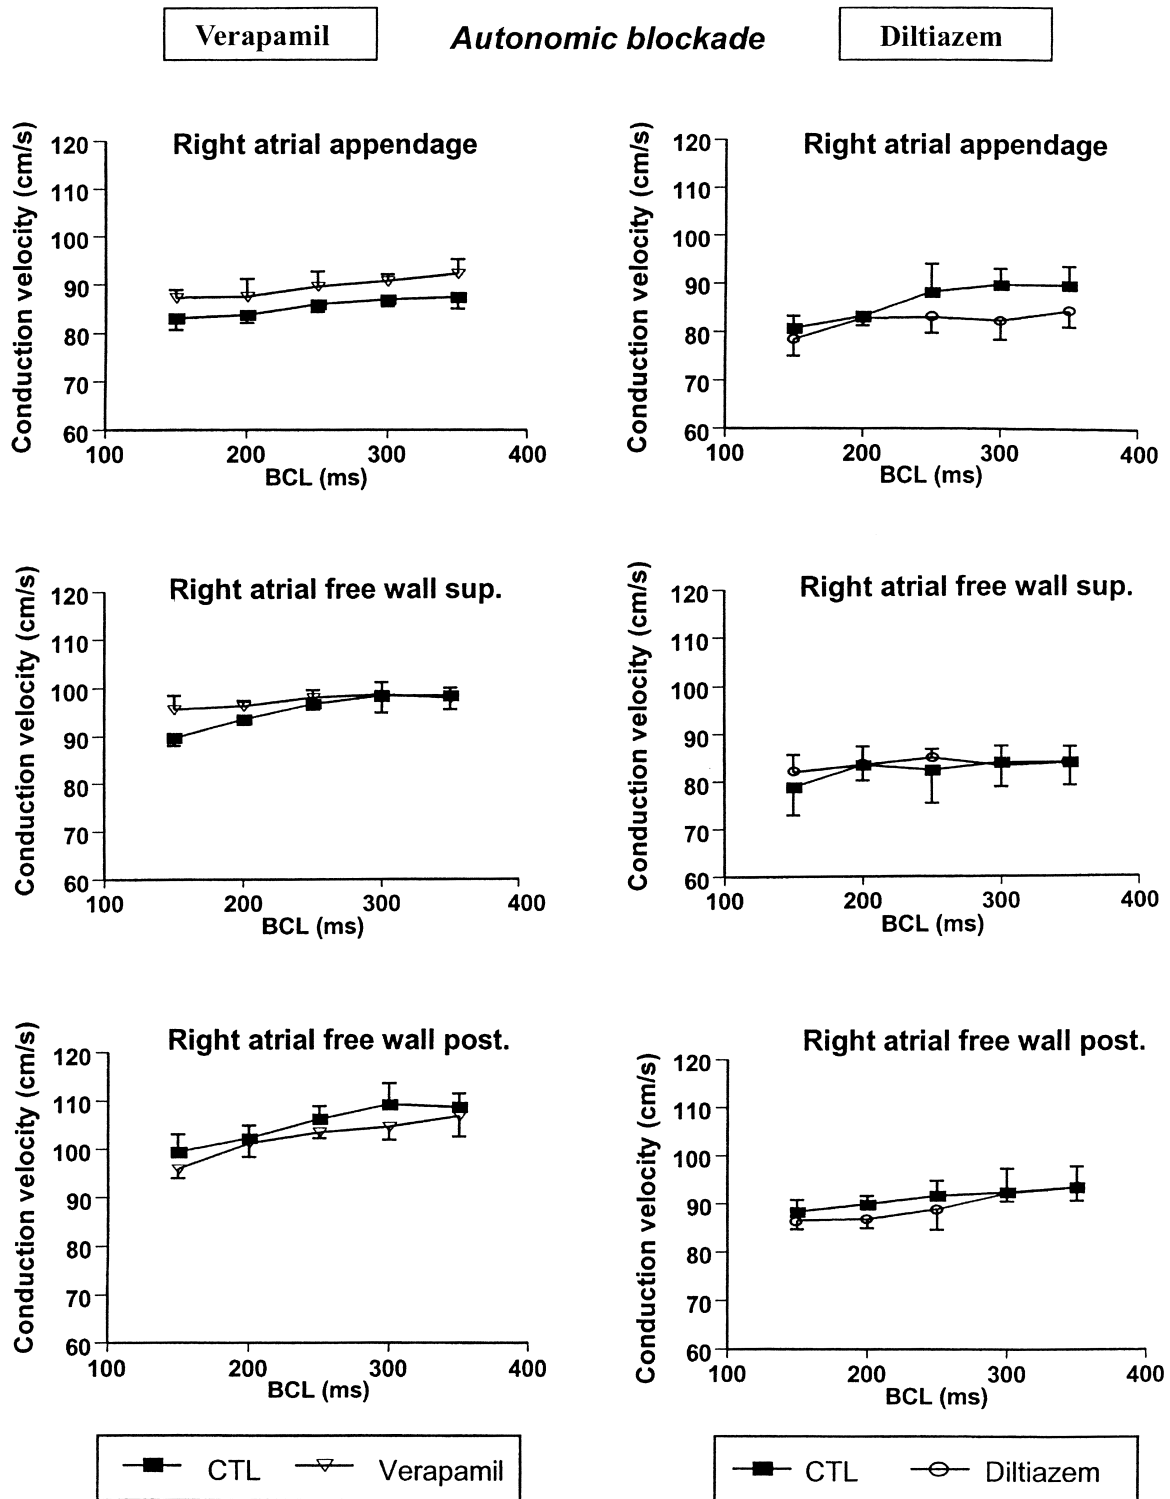 Verapamil
Autonomic blockade
Diltiazem
Right atrial appendage
Conduction velocity (cm/s)
120
110
100
90
80
70
60
100
200
300
400
BCL (ms)
Right atrial appendage
Conduction velocity (cm/s)
120
110
100
90
80
70
60
100
200
300
400
BCL (ms)
Right atrial free wall sup.
Conduction velocity (cm/s)
120
110
100
90
80
70
60
100
200
300
400
BCL (ms)
Right atrial free wall sup.
Conduction velocity (cm/s)
120
110
100
90
80
70
60
100
200
300
400
BCL (ms)
Right atrial free wall post.
Conduction velocity (cm/s)
120
110
100
90
80
70
60
100
200
300
400
BCL (ms)
Right atrial free wall post.
Conduction velocity (cm/s)
120
110
100
90
80
70
60
100
200
300
400
BCL (ms)
CTL Verapamil
CTL Diltiazem